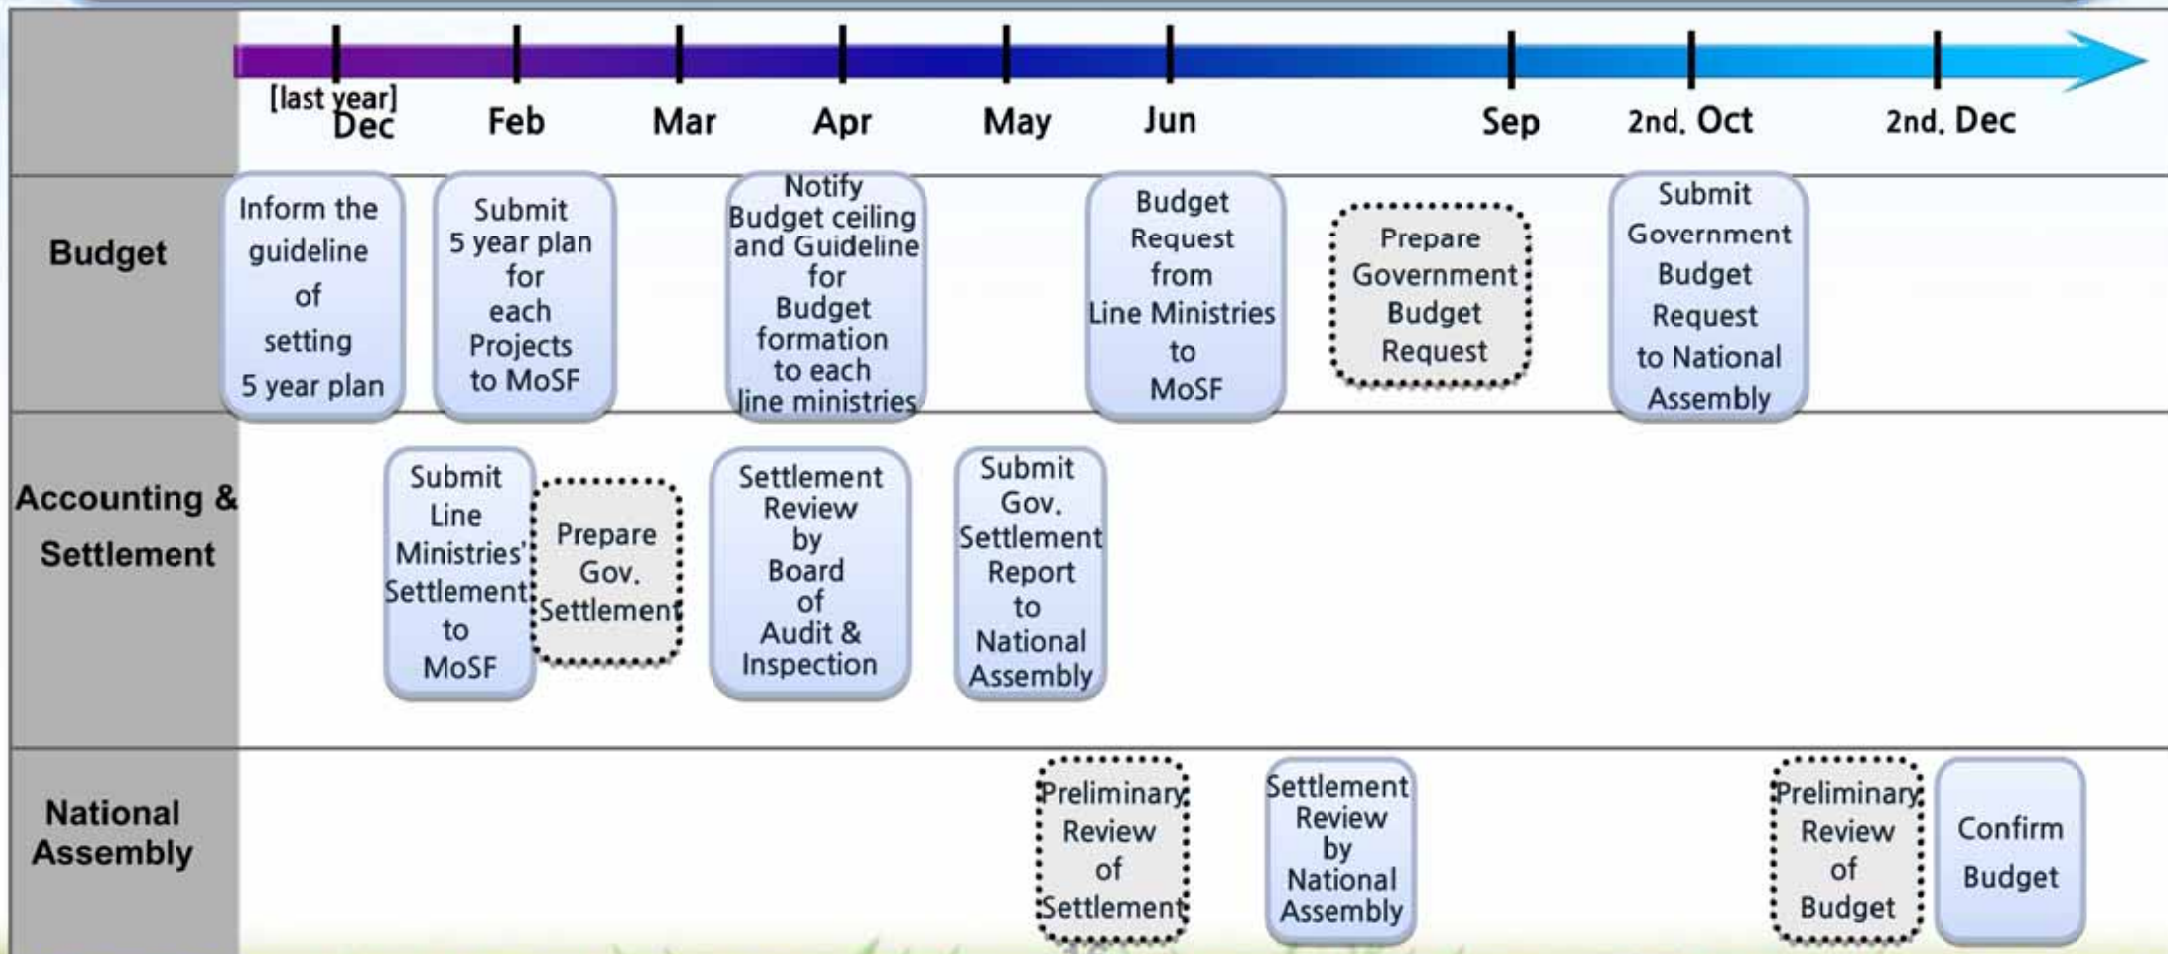 [last year]
Dec
Feb
Mar
Apr
May
Jun
Sep
2nd. Oct
2nd. Dec
Budget
Inform the
guideline
of
setting
5 year plan
Submit
5 year plan
for
each
Projects
to MoSF
Notify
Budget ceiling
and Guideline
for
Budget
formation
to each
line ministries
Budget
Request
from
Line Ministries
to
MoSF
Prepare
Government
Budget
Request
Submit
Government
Budget
Request
to National
Assembly
Accounting &
Settlement
Submit
Line
Ministries'
Settlement
to
MoSF
Prepare
Gov.
Settlement
Settlement
Review
by
Board
of
Audit &
Inspection
Submit
Gov.
Settlement
Report
to
National
Assembly
National
Assembly
Preliminary
Review
of
Settlement
Settlement
Review
by
National
Assembly
Preliminary
Review
of
Budget
Confirm
Budget